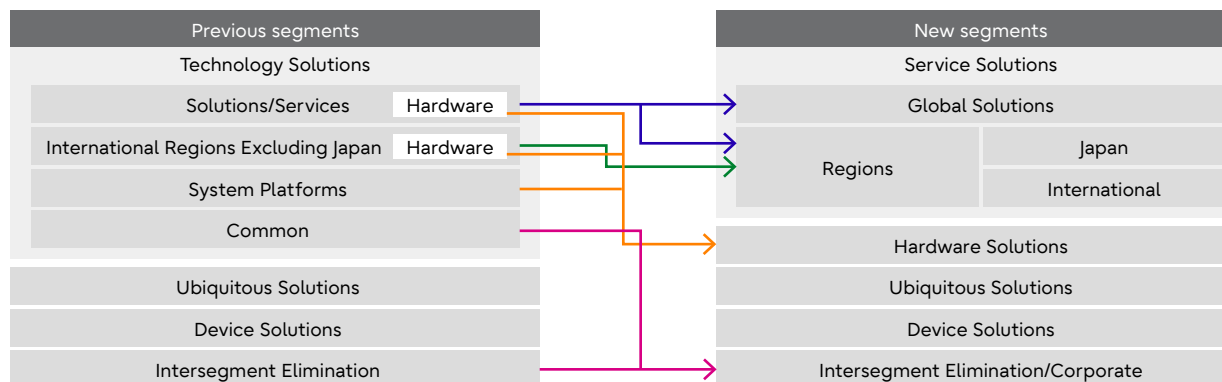 Previous segments
Technology Solutions
Solutions/Services Hardware
International Regions Excluding Japan Hardware
System Platforms
Common
Ubiquitous Solutions
Device Solutions
Intersegment Elimination
New segments
Service Solutions
Global Solutions
Regions
Japan
International
Hardware Solutions
Ubiquitous Solutions
Device Solutions
Intersegment Elimination/Corporate